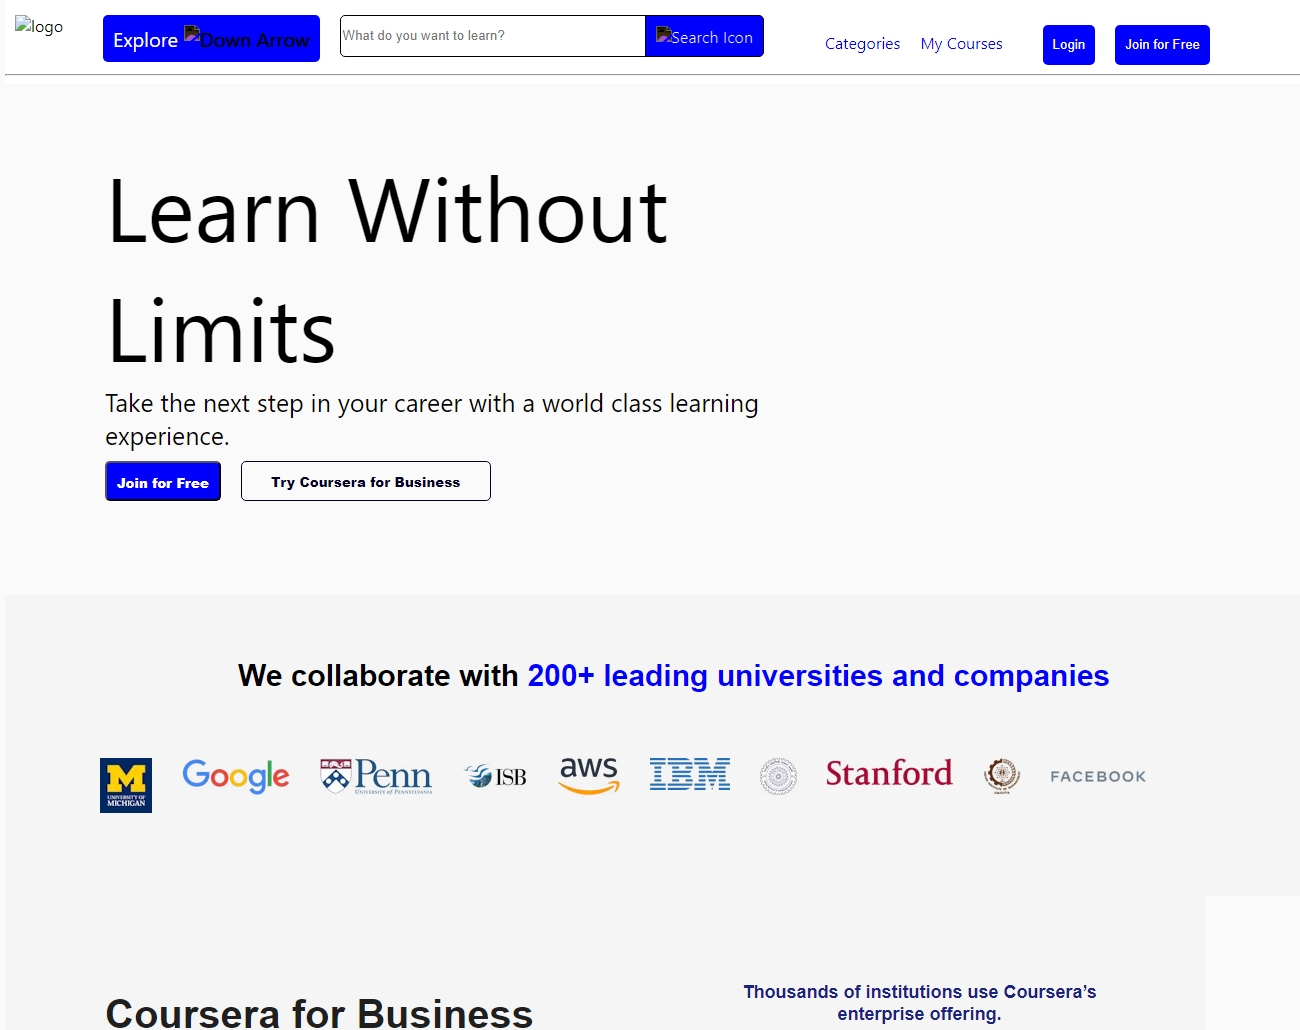 logo
Explore Down Arrow
What do you want to learn?
Search Icon
Categories
My Courses
Login
Join for Free
Learn Without
Limits
Take the next step in your career with a world class learning
experience.
Join for Free
Try Coursera for Business
We collaborate with 200+ leading universities and companies
M
UNIVERSITY OF
MICHIGAN
Google
Penn
UNIVERSITY OF PENNSYLVANIA
ISB
aws
IBM
Stanford
FACEBOOK
Coursera for Business
Thousands of institutions use Coursera’s
enterprise offering.